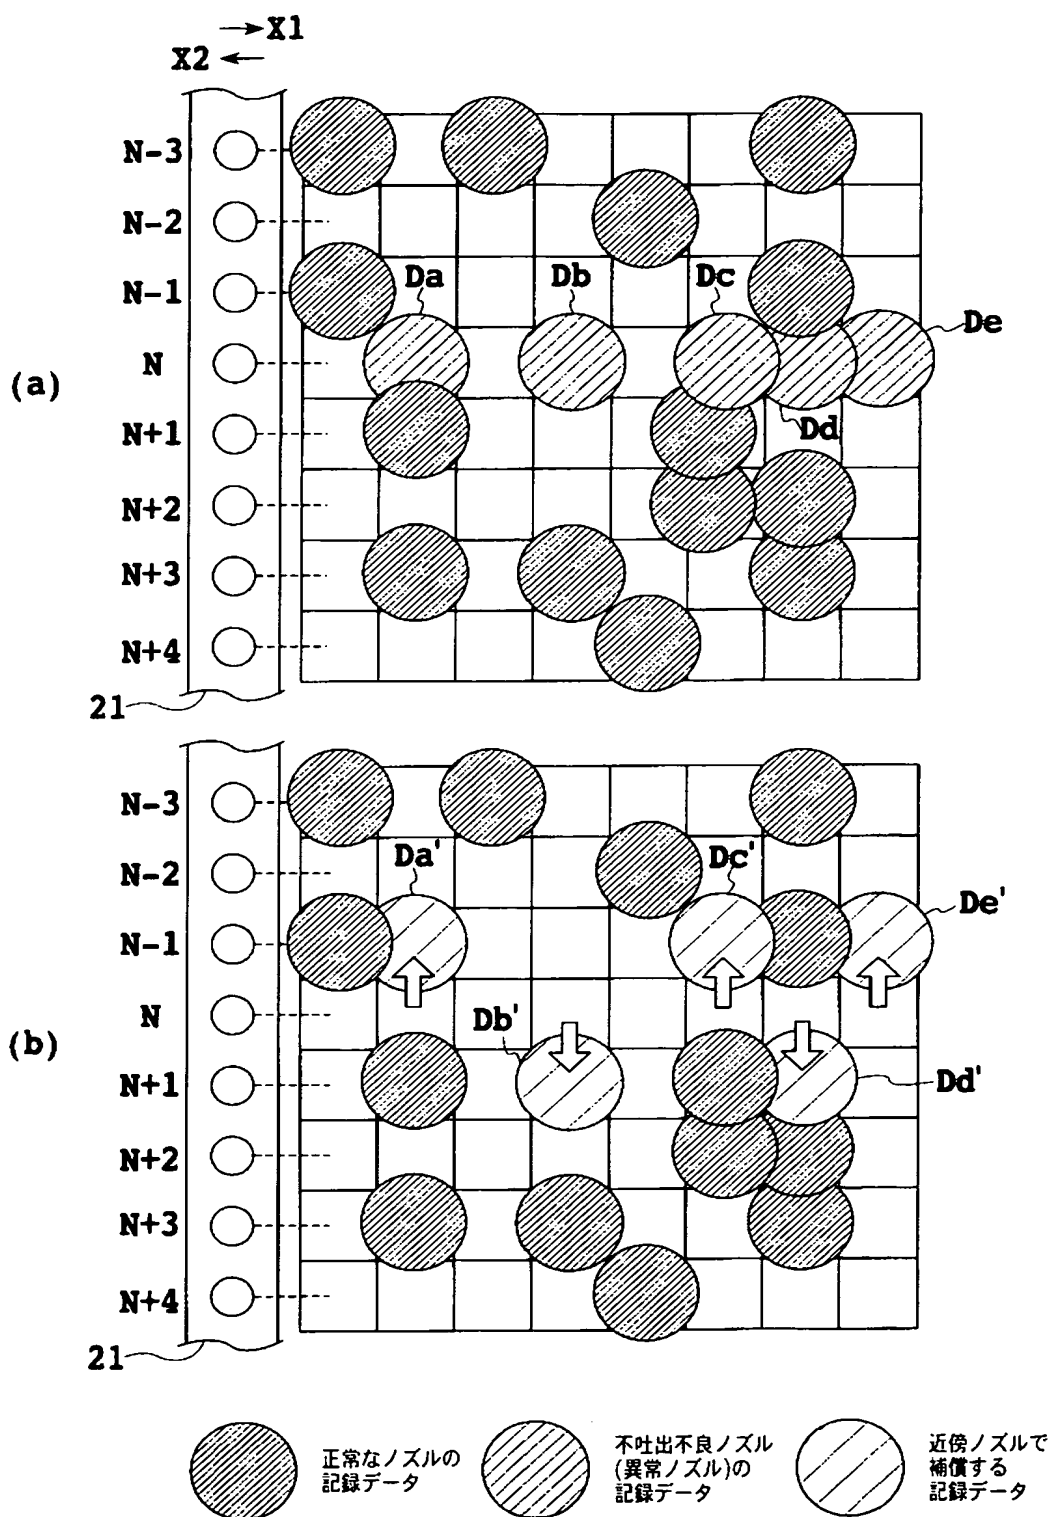 →X1
X2←
(a)
N-3
N-2
N-1
N
N+1
N+2
N+3
N+4
Da
Db
Dc
De
Dd
21
(b)
N-3
N-2
N-1
N
N+1
N+2
N+3
N+4
Da'
Dc'
De'
Db'
Dd'
21
正常なノズルの
記録データ
不吐出不良ノズル
(異常ノズル)の
記録データ
近傍ノズルで
補償する
記録データ